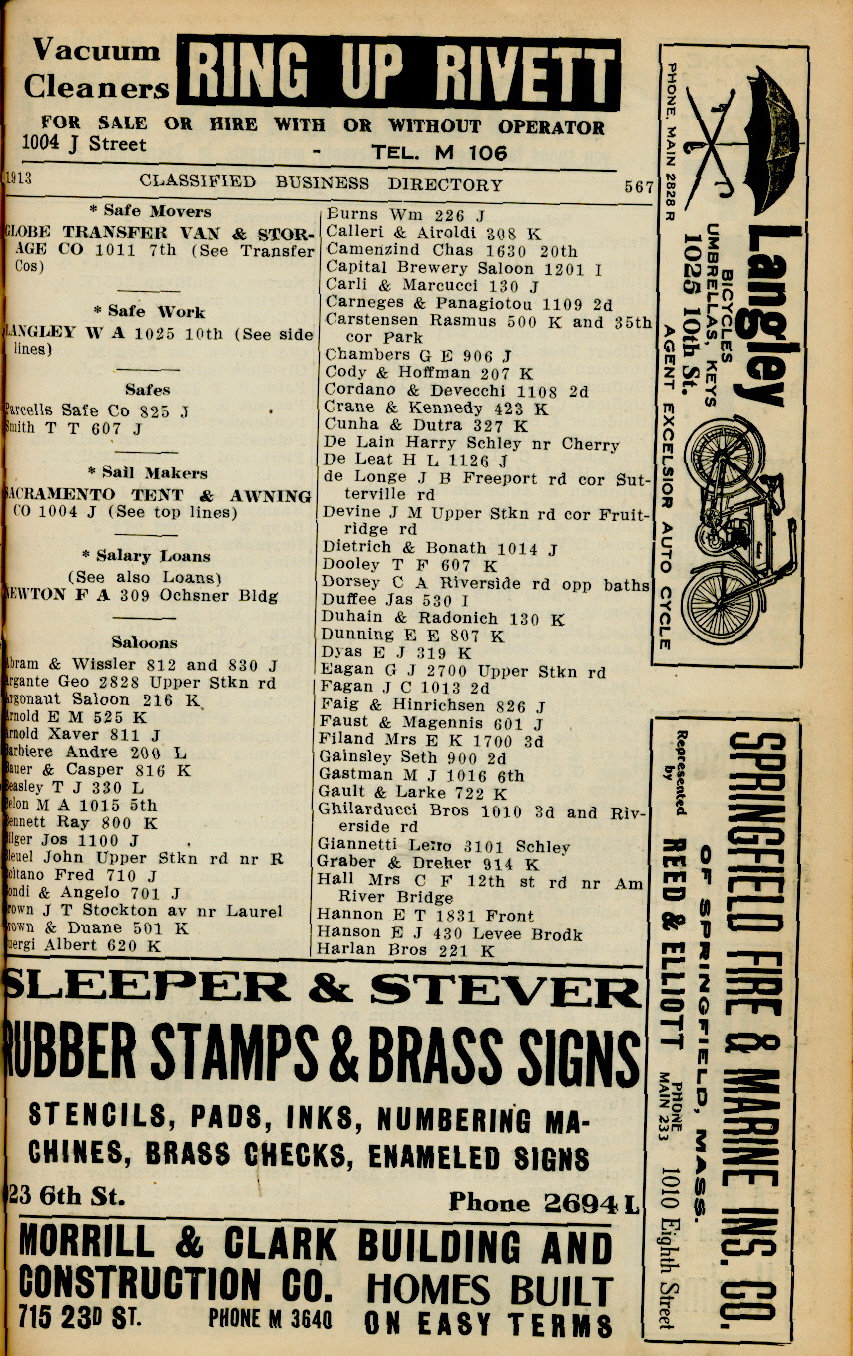 Vacuum
Cleaners
RING UP RIVETT
FOR SALE OR HIRE WITH OR WITHOUT OPERATOR
1004 J Street - TEL. M 106
1913 CLASSIFIED BUSINESS DIRECTORY 567
* Safe Movers
GLOBE TRANSFER VAN & STOR-
AGE CO 1011 7th (See Transfer
Cos)
* Safe Work
LANGLEY W A 1025 10th (See side
lines)
Safes
Parcells Safe Co 825 J
Smith T T 607 J
* Sail Makers
SACRAMENTO TENT & AWNING
CO 1004 J (See top lines)
* Salary Loans
(See also Loans)
NEWTON F A 309 Ochsner Bldg
Saloons
Abram & Wissler 812 and 830 J
Argante Geo 2828 Upper Stkn rd
Argonaut Saloon 216 K
Arnold E M 525 K
Arnold Xaver 811 J
Barbiere Andre 200 L
Bauer & Casper 816 K
Beasley T J 330 L
Belon M A 1015 5th
Bennett Ray 800 K
Jos 1100 J
John Upper Stkn rd nr R
Fred 710 J
Bondi & Angelo 701 J
Brown J T Stockton av nr Laurel
Brown & Duane 501 K
Albert 620 K
Burns Wm 226 J
Calleri & Airoldi 308 K
Camenzind Chas 1630 20th
Capital Brewery Saloon 1201 I
Carli & Marcucci 130 J
Carneges & Panagiotou 1109 2d
Carstensen Rasmus 500 K and 35th
cor Park
Chambers G E 906 J
Cody & Hoffman 207 K
Cordano & Devecchi 1108 2d
Crane & Kennedy 423 K
Cunha & Dutra 327 K
De Lain Harry Schley nr Cherry
De Leat H L 1126 J
de Longe J B Freeport rd cor Sut-
terville rd
Devine J M Upper Stkn rd cor Fruit-
ridge rd
Dietrich & Bonath 1014 J
Dooley T F 607 K
Dorsey C A Riverside rd opp baths
Duffee Jas 530 I
Duhain & Radonich 130 K
Dunning E E 807 K
Dyas E J 319 K
Eagan G J 2700 Upper Stkn rd
Fagan J C 1013 2d
Faig & Hinrichsen 826 J
Faust & Magennis 601 J
Filand Mrs E K 1700 3d
Gainsley Seth 900 2d
Gastman M J 1016 6th
Gault & Larke 722 K
Ghilarducci Bros 1010 3d and Riv-
erside rd
Giannetti 3101 Schley
Graber & Dreher 914 K
Hall Mrs C F 12th st rd nr Am
River Bridge
Hannon E T 1831 Front
Hanson E J 430 Levee Brodk
Harlan Bros 221 K
SLEEPER & STEVER
RUBBER STAMPS & BRASS SIGNS
STENCILS, PADS, INKS, NUMBERING MA-
CHINES, BRASS CHECKS, ENAMELED SIGNS
23 6th St. Phone 2694 L
MORRILL & CLARK BUILDING AND
CONSTRUCTION CO. HOMES BUILT
715 23D ST. PHONE M 3640 ON EASY TERMS
Langley
BICYCLES
UMBRELLAS, KEYS
1025 10th St.
PHONE, MAIN 2828 R
AGENT EXCELSIOR AUTO CYCLE
SPRINGFIELD FIRE & MARINE INS. CO.
OF SPRINGFIELD, MASS.
Represented
by
REED & ELLIOTT
PHONE
MAIN 233
1010 Eighth Street